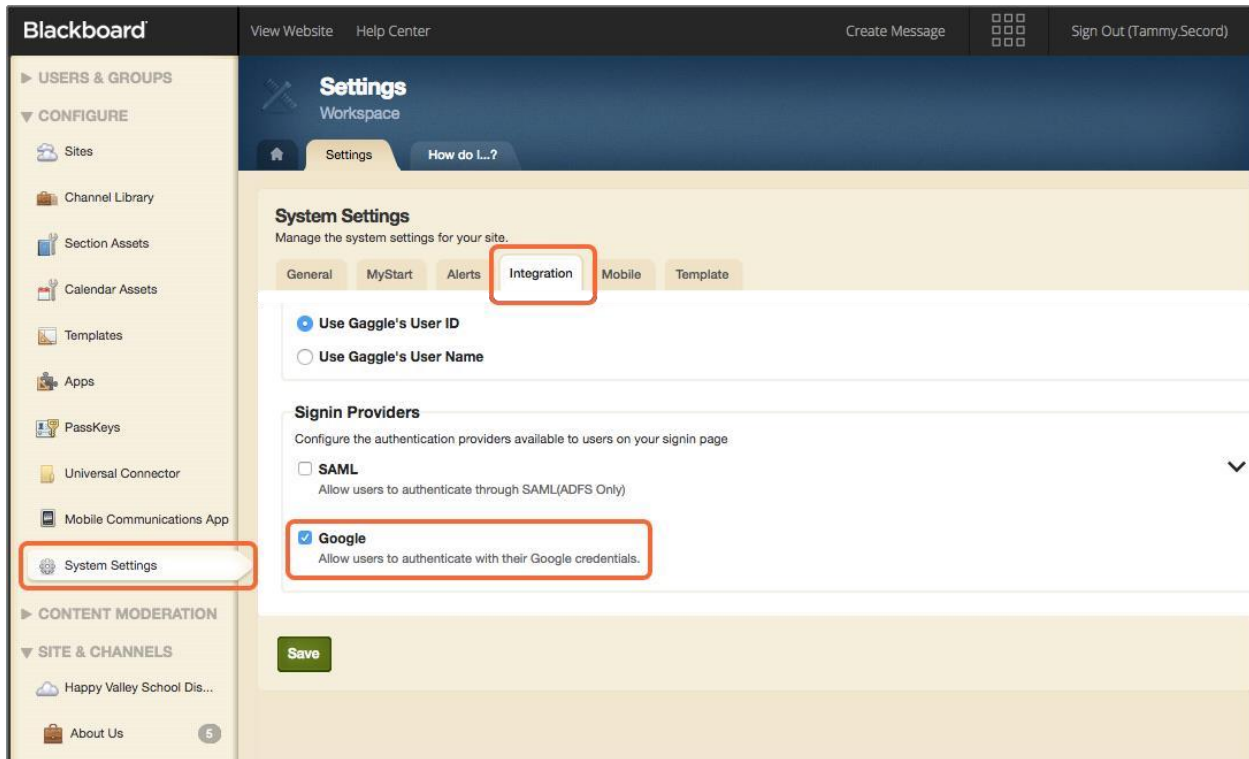 Blackboard
View Website Help Center Create Message Sign Out (Tammy.Secord)
USERS & GROUPS
CONFIGURE
Sites
Channel Library
Section Assets
Calendar Assets
Templates
Apps
PassKeys
Universal Connector
Mobile Communications App
System Settings
CONTENT MODERATION
SITE & CHANNELS
Happy Valley School Dis...
About Us 5
Settings
Workspace
Settings How do I...?
System Settings
Manage the system settings for your site.
General MyStart Alerts Integration Mobile Template
Use Gaggle's User ID
Use Gaggle's User Name
Signin Providers
Configure the authentication providers available to users on your signin page
SAML
Allow users to authenticate through SAML(ADFS Only)
Google
Allow users to authenticate with their Google credentials.
Save